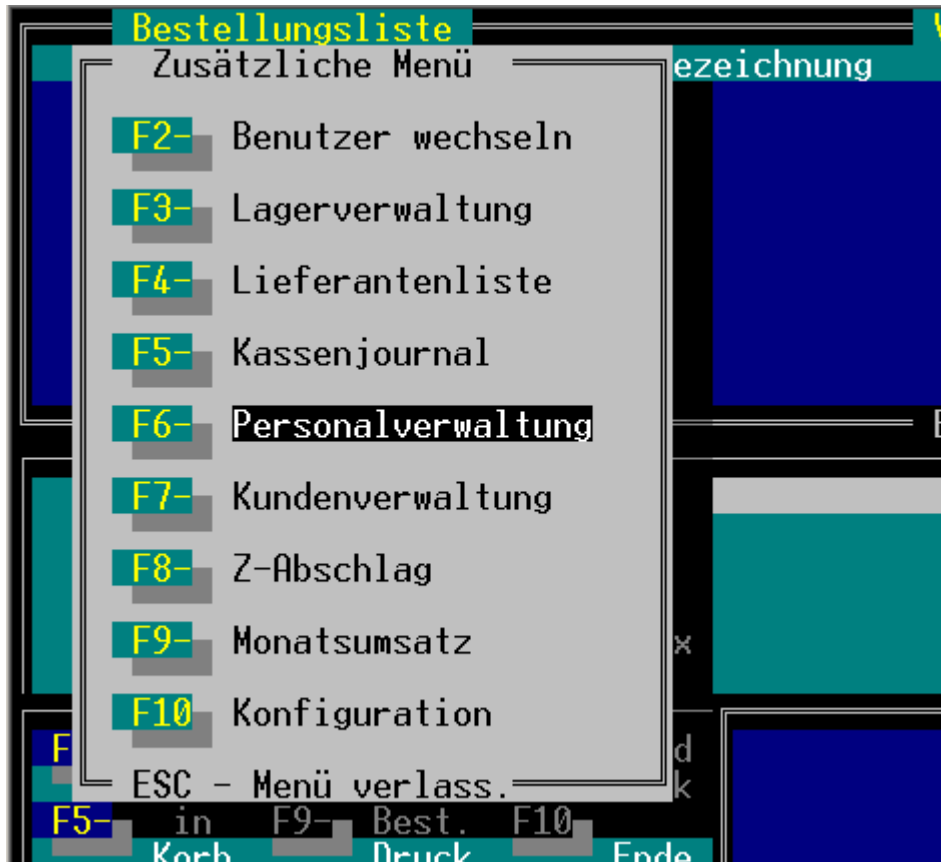 Bestellungsliste
Zusätzliche Menü
ezeichnung
F2- Benutzer wechseln
F3- Lagerverwaltung
F4- Lieferantenliste
F5- Kassenjournal
F6- Personalverwaltung
F7- Kundenverwaltung
F8- Z-Abschlag
F9- Monatsumsatz
x
F10 Konfiguration
F d
ESC - Menü verlass. k
F5- in F9- Best. F10
Korb Druck Ende